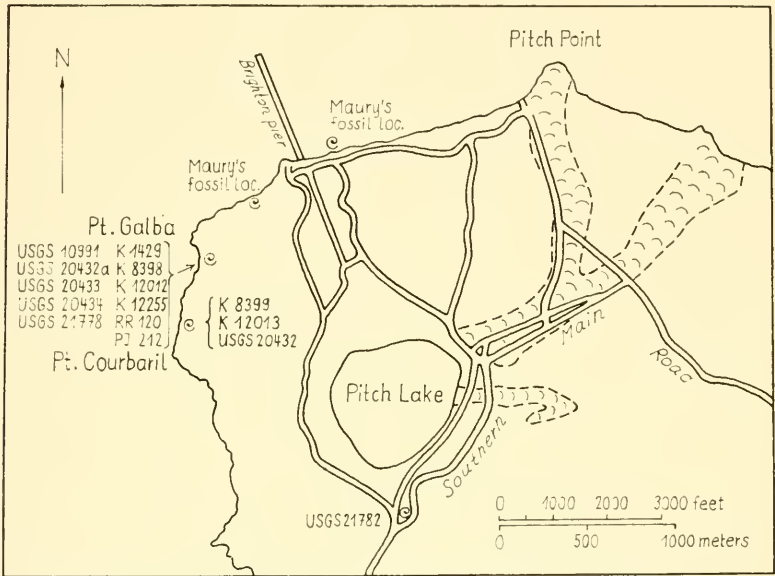 Pitch Point
N
Brighton pier
Maury's
fossil loc.
Maury's
fossil loc.
Pt. Galba
USGS 10991 K 1429
USGS 20432a K 8398
USGS 20433 K 12012
USGS 20434 K 12255
USGS 21778 RR 120
PJ 212
K 8399
K 12013
USGS 20432
Pt. Courbaril
Main
Road
Pitch Lake
Southern
USGS 21782
0 1000 2000 3000 feet
0 500 1000 meters